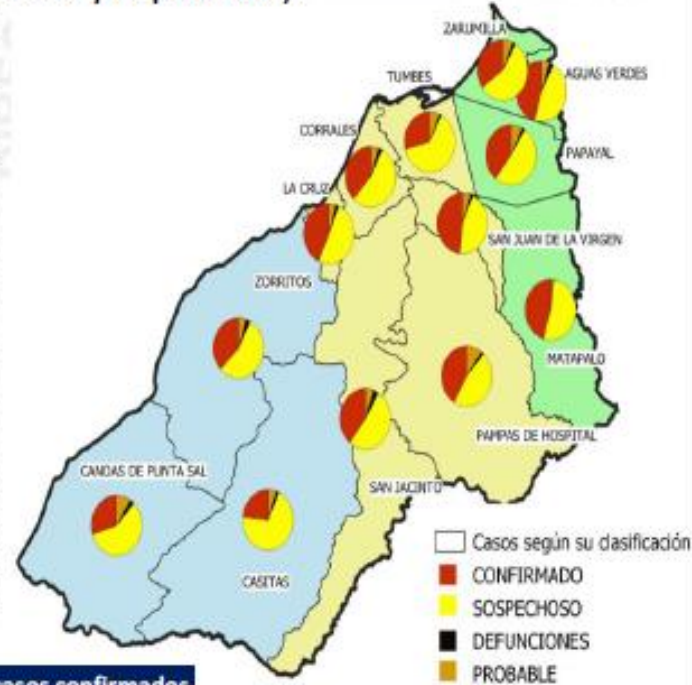 ZARUMILLA
AGUAS VERDES
TUMBES
CORRALES
PAPAYAL
LA CRUZ
SAN JUAN DE LA VIRGEN
ZORRITOS
MATAPALO
PAMPAS DE HOSPITAL
CANOAS DE PUNTA SAL
SAN JACINTO
CASITAS
Casos según su clasificación
CONFIRMADO
SOSPECHOSO
DEFUNCIONES
PROBABLE
casos confirmados